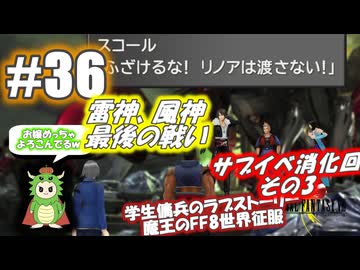 スコール
「ふざけるな! リノアは渡さない!」
#36
雷神、風神
最後の戦い
お嬢めっちゃ
よろこんでるw
サブイベ消化回
その3
学生傭兵のラブストーリー
魔王のFF8世界征服